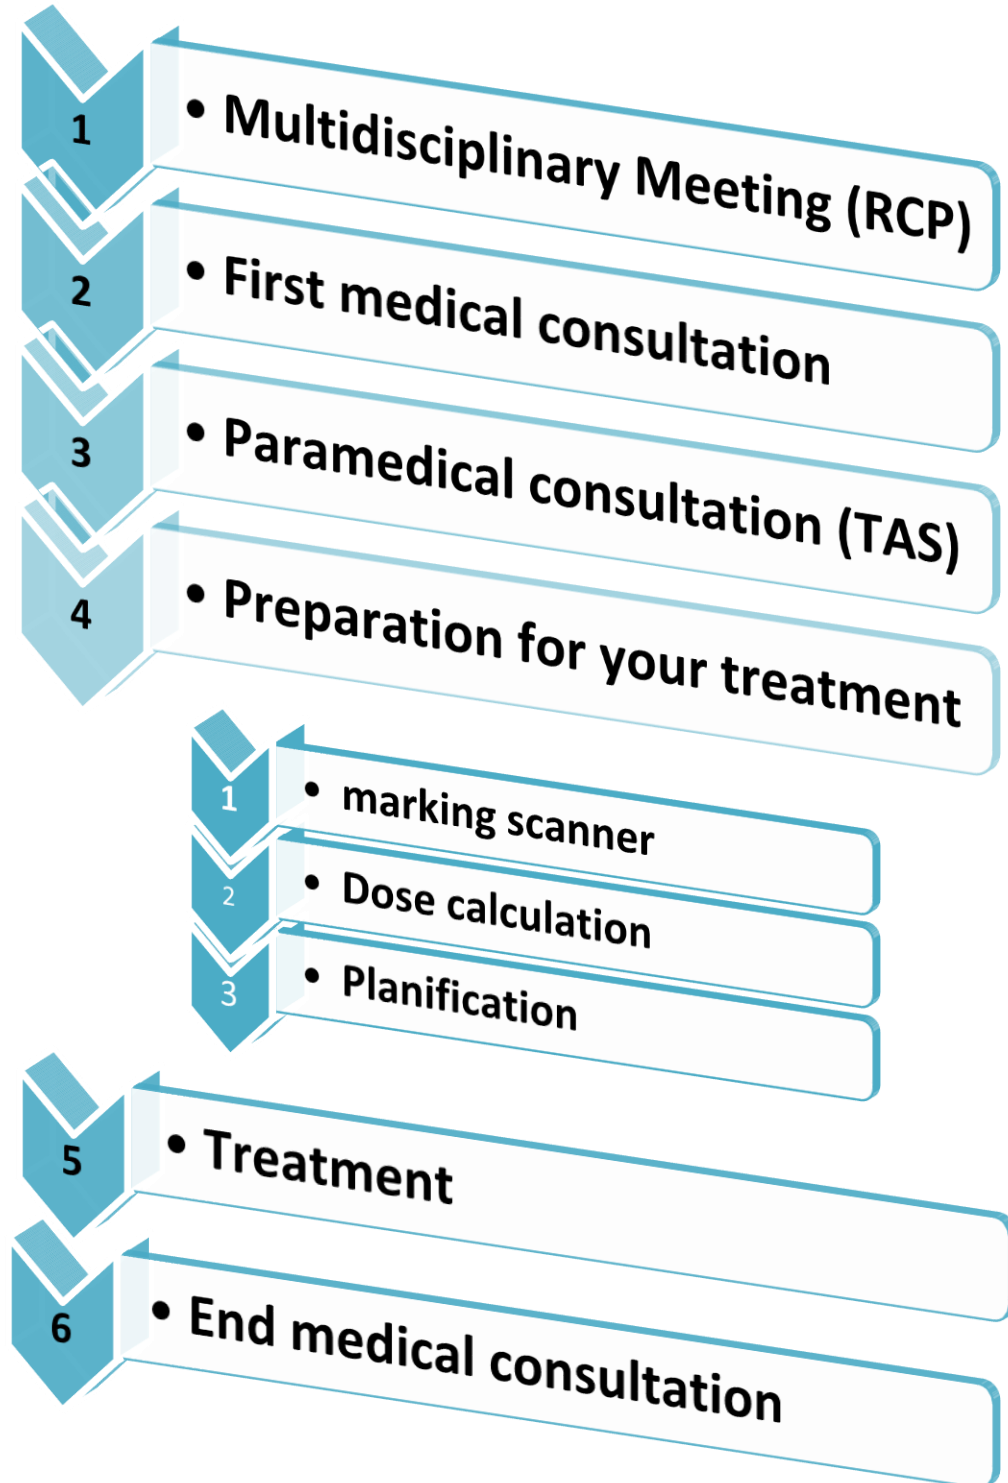 1
• Multidisciplinary Meeting (RCP)
2
• First medical consultation
3
• Paramedical consultation (TAS)
4
• Preparation for your treatment
1
• marking scanner
2
• Dose calculation
3
• Planification
5
• Treatment
6
• End medical consultation